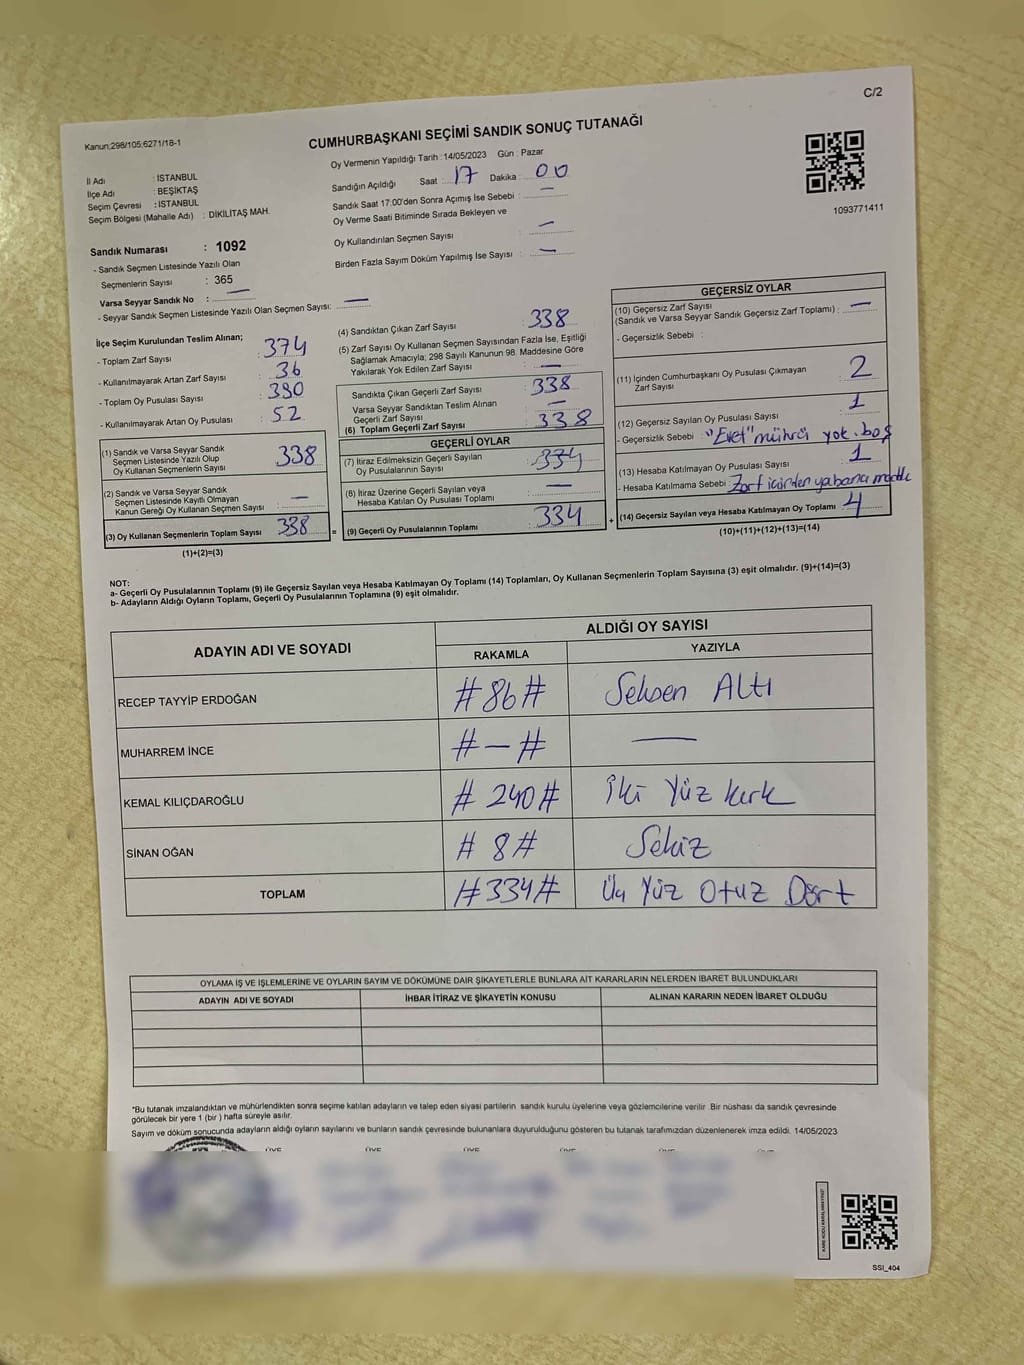 C/2
Kanun:298/105;6271/18-1
CUMHURBAŞKANI SEÇİMİ SANDIK SONUÇ TUTANAĞI
Oy Vermenin Yapıldığı Tarih : 14/05/2023 Gün : Pazar
İl Adı : İSTANBUL
İlçe Adı : BEŞİKTAŞ
Seçim Çevresi : İSTANBUL
Seçim Bölgesi (Mahalle Adı) : DİKİLİTAŞ MAH.
Sandığın Açıldığı Saat : 17 Dakika : 00
Sandık Saat 17:00'den Sonra Açımış İse Sebebi : —
Oy Verme Saati Bitiminde Sırada Bekleyen ve
Oy Kullandırılan Seçmen Sayısı : —
Birden Fazla Sayım Döküm Yapılmış İse Sayısı : —
1093771411
Sandık Numarası : 1092
- Sandık Seçmen Listesinde Yazılı Olan
Seçmenlerin Sayısı : 365
Varsa Seyyar Sandık No : —
- Seyyar Sandık Seçmen Listesinde Yazılı Olan Seçmen Sayısı: —
İlçe Seçim Kurulundan Teslim Alınan;
- Toplam Zarf Sayısı : 374
- Kullanılmayarak Artan Zarf Sayısı : 36
- Toplam Oy Pusulası Sayısı : 390
- Kullanılmayarak Artan Oy Pusulası : 52
(1) Sandık ve Varsa Seyyar Sandık
Seçmen Listesinde Yazılı Olup
Oy Kullanan Seçmenlerin Sayısı : 338
(2) Sandık ve Varsa Seyyar Sandık
Seçmen Listesinde Kayıtlı Olmayan
Kanun Gereği Oy Kullanan Seçmen Sayısı : —
(3) Oy Kullanan Seçmenlerin Toplam Sayısı : 338 =
(1)+(2)=(3)
(4) Sandıktan Çıkan Zarf Sayısı : 338
(5) Zarf Sayısı Oy Kullanan Seçmen Sayısından Fazla İse, Eşitliği
Sağlamak Amacıyla; 298 Sayılı Kanunun 98. Maddesine Göre
Yakılarak Yok Edilen Zarf Sayısı : —
Sandıkta Çıkan Geçerli Zarf Sayısı : 338
Varsa Seyyar Sandıktan Teslim Alınan
Geçerli Zarf Sayısı : —
(6) Toplam Geçerli Zarf Sayısı : 338
GEÇERLİ OYLAR
(7) İtiraz Edilmeksizin Geçerli Sayılan
Oy Pusulalarının Sayısı : 334
(8) İtiraz Üzerine Geçerli Sayılan veya
Hesaba Katılan Oy Pusulası Toplamı : —
(9) Geçerli Oy Pusulalarının Toplamı : 334 +
GEÇERSİZ OYLAR
(10) Geçersiz Zarf Sayısı
(Sandık ve Varsa Seyyar Sandık Geçersiz Zarf Toplamı) : —
- Geçersizlik Sebebi :
(11) İçinden Cumhurbaşkanı Oy Pusulası Çıkmayan
Zarf Sayısı : 2
(12) Geçersiz Sayılan Oy Pusulası Sayısı : 1
- Geçersizlik Sebebi : "Evet" mührü yok. boş
(13) Hesaba Katılmayan Oy Pusulası Sayısı : 1
- Hesaba Katılmama Sebebi : Zarf içinden yabancı madde
(14) Geçersiz Sayılan veya Hesaba Katılmayan Oy Toplamı : 4
(10)+(11)+(12)+(13)=(14)
NOT:
a- Geçerli Oy Pusulalarının Toplamı (9) ile Geçersiz Sayılan veya Hesaba Katılmayan Oy Toplamı (14) Toplamları, Oy Kullanan Seçmenlerin Toplam Sayısına (3) eşit olmalıdır. (9)+(14)=(3)
b- Adayların Aldığı Oyların Toplamı, Geçerli Oy Pusulalarının Toplamına (9) eşit olmalıdır.
ADAYIN ADI VE SOYADI
ALDIĞI OY SAYISI
RAKAMLA YAZIYLA
RECEP TAYYİP ERDOĞAN #86# Seksen Altı
MUHARREM İNCE #—# —
KEMAL KILIÇDAROĞLU #240# İki Yüz Kırk
SİNAN OĞAN #8# Sekiz
TOPLAM #334# Üç Yüz Otuz Dört
OYLAMA İŞ VE İŞLEMLERİNE VE OYLARIN SAYIM VE DÖKÜMÜNE DAİR ŞİKAYETLERLE BUNLARA AİT KARARLARIN NELERDEN İBARET BULUNDUKLARI
ADAYIN ADI VE SOYADI İHBAR İTİRAZ VE ŞİKAYETİN KONUSU ALINAN KARARIN NEDEN İBARET OLDUĞU
*Bu tutanak imzalandıktan ve mühürlendikten sonra seçime katılan adayların ve talep eden siyasi partilerin sandık kurulu üyelerine veya gözlemcilerine verilir. Bir nüshası da sandık çevresinde
görülecek bir yere 1 (bir ) hafta süreyle asılır.
Sayım ve döküm sonucunda adayların aldığı oyların sayılarını ve bunların sandık çevresinde bulunanlara duyurulduğunu gösteren bu tutanak tarafımızdan düzenlenerek imza edildi. 14/05/2023
ÜYE ÜYE ÜYE ÜYE ÜYE
SSI_404